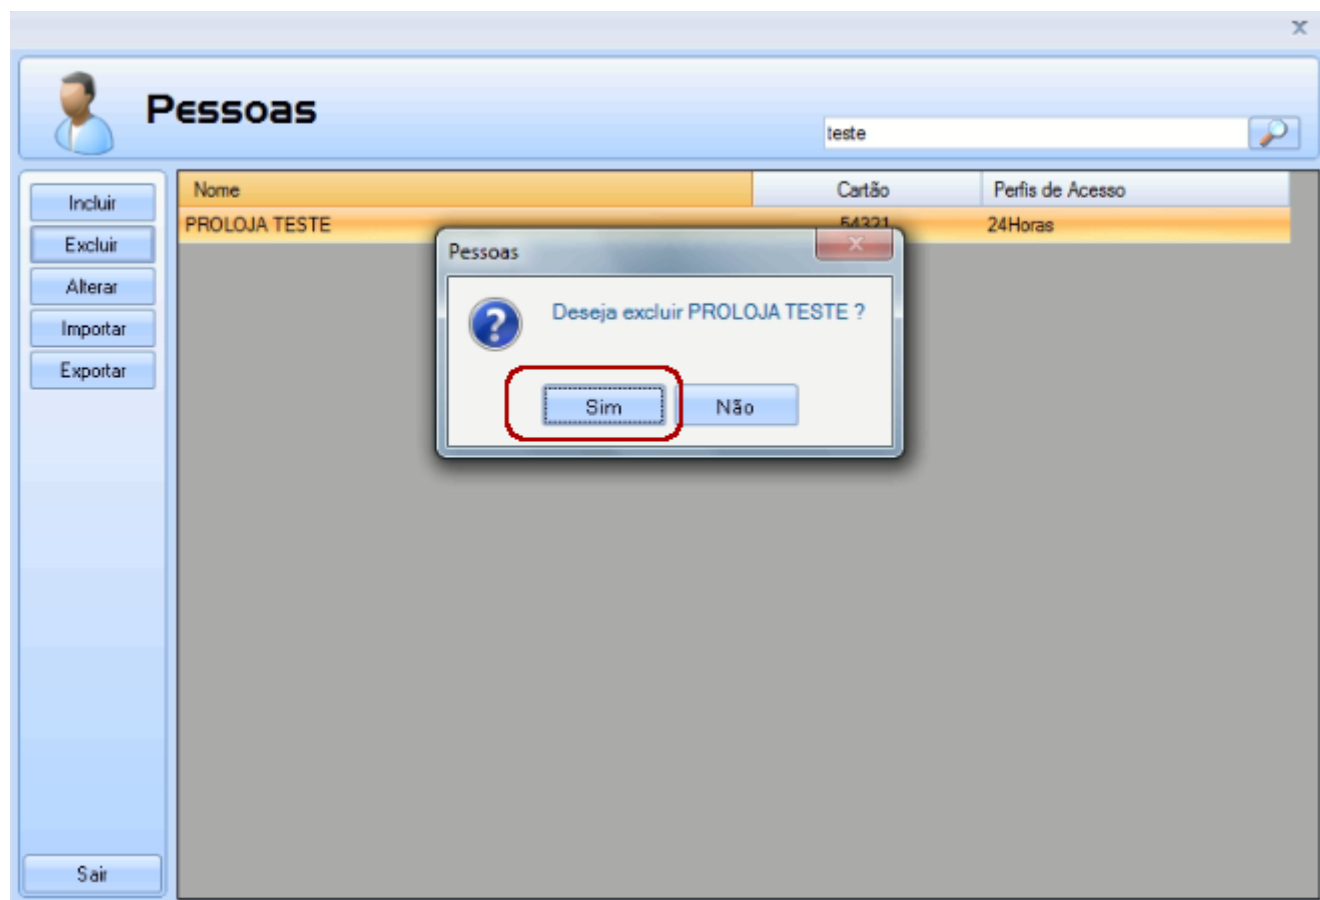 x
Pessoas
teste
Incluir
Excluir
Alterar
Importar
Exportar
Sair
Nome Cartão Perfis de Acesso
PROLOJA TESTE 54321 24Horas
Pessoas
x
?
Deseja excluir PROLOJA TESTE ?
Sim Não